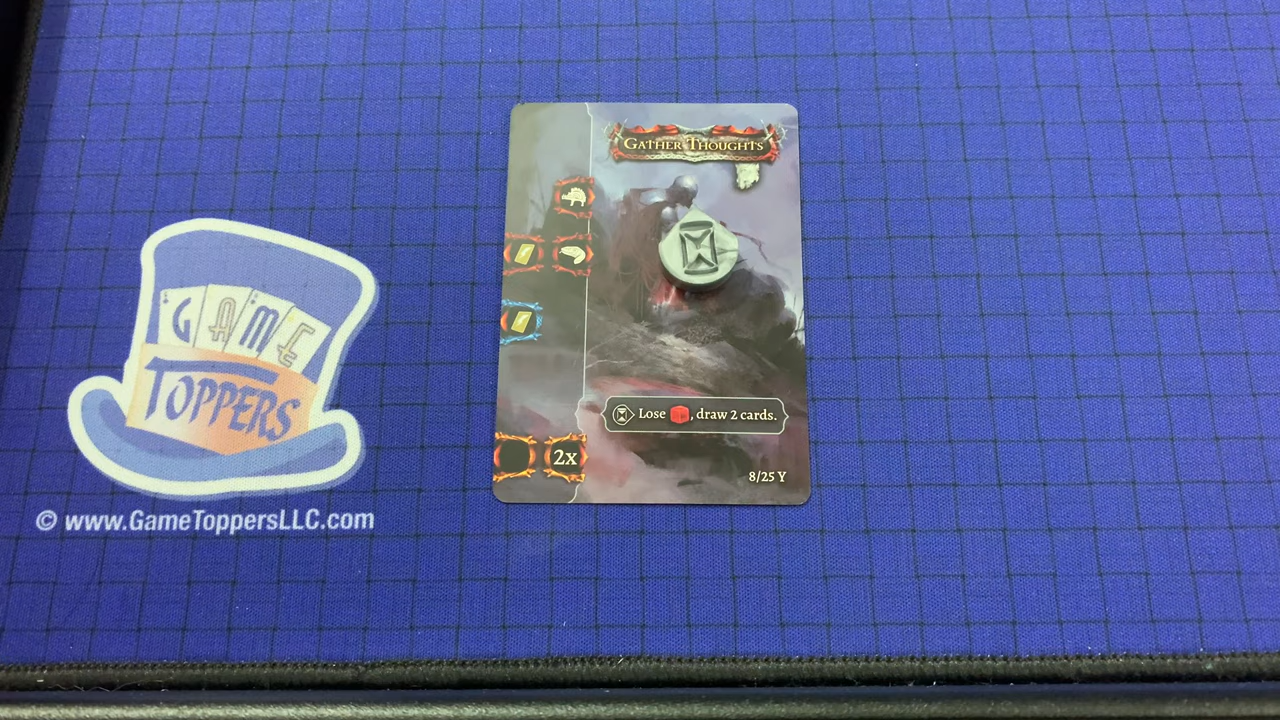 GATHER THOUGHTS
Lose , draw 2 cards.
2x
8/25 Y
GAME
TOPPERS
© www.GameToppersLLC.com